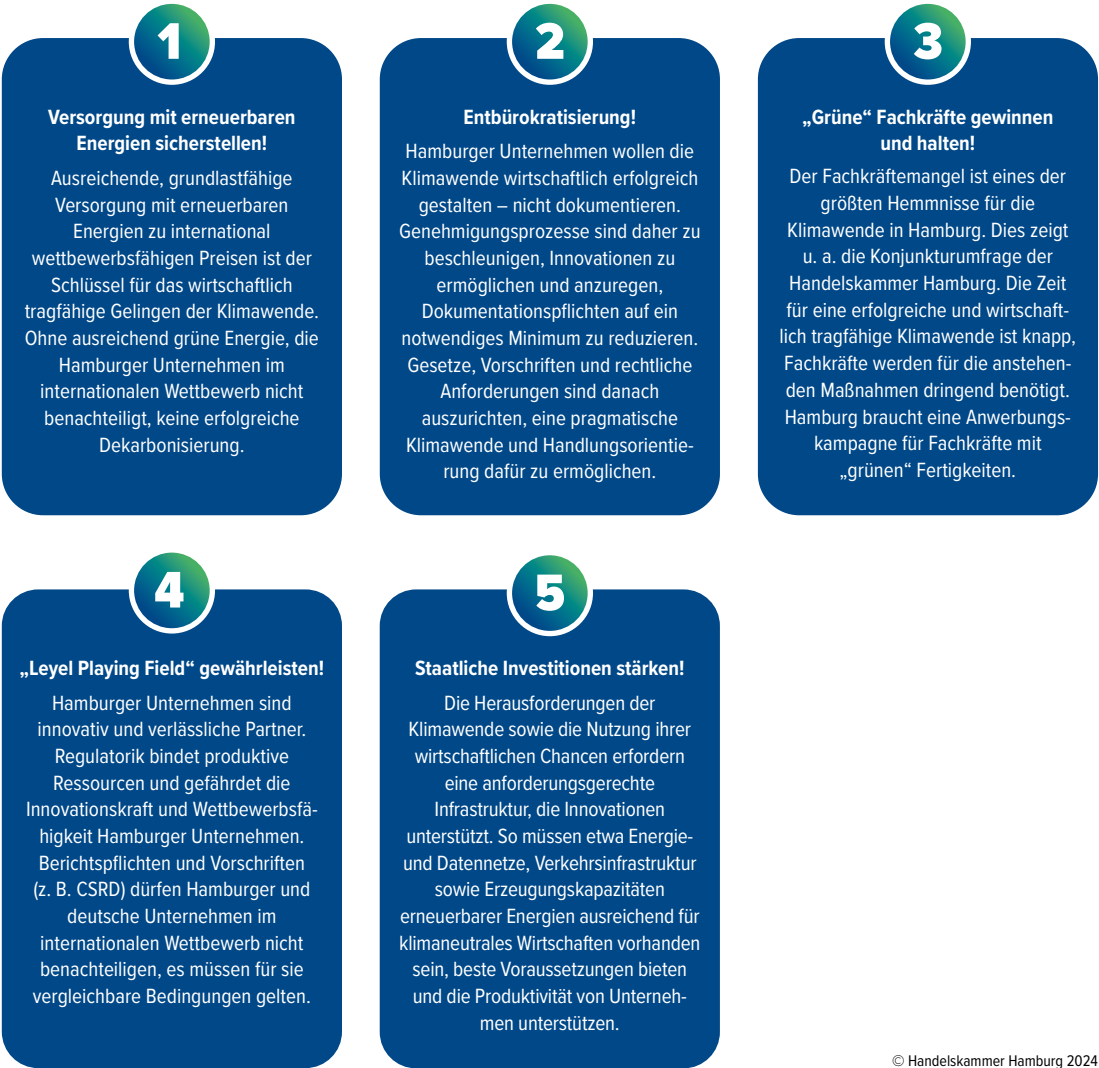 1
Versorgung mit erneuerbaren
Energien sicherstellen!
Ausreichende, grundlastfähige
Versorgung mit erneuerbaren
Energien zu international
wettbewerbsfähigen Preisen ist der
Schlüssel für das wirtschaftlich
tragfähige Gelingen der Klimawende.
Ohne ausreichend grüne Energie, die
Hamburger Unternehmen im
internationalen Wettbewerb nicht
benachteiligt, keine erfolgreiche
Dekarbonisierung.
2
Entbürokratisierung!
Hamburger Unternehmen wollen die
Klimawende wirtschaftlich erfolgreich
gestalten – nicht dokumentieren.
Genehmigungsprozesse sind daher zu
beschleunigen, Innovationen zu
ermöglichen und anzuregen,
Dokumentationspflichten auf ein
notwendiges Minimum zu reduzieren.
Gesetze, Vorschriften und rechtliche
Anforderungen sind danach
auszurichten, eine pragmatische
Klimawende und Handlungsorientie-
rung dafür zu ermöglichen.
3
„Grüne“ Fachkräfte gewinnen
und halten!
Der Fachkräftemangel ist eines der
größten Hemmnisse für die
Klimawende in Hamburg. Dies zeigt
u. a. die Konjunkturumfrage der
Handelskammer Hamburg. Die Zeit
für eine erfolgreiche und wirtschaft-
lich tragfähige Klimawende ist knapp,
Fachkräfte werden für die anstehen-
den Maßnahmen dringend benötigt.
Hamburg braucht eine Anwerbungs-
kampagne für Fachkräfte mit
„grünen“ Fertigkeiten.
4
„Leyel Playing Field“ gewährleisten!
Hamburger Unternehmen sind
innovativ und verlässliche Partner.
Regulatorik bindet produktive
Ressourcen und gefährdet die
Innovationskraft und Wettbewerbsfä-
higkeit Hamburger Unternehmen.
Berichtspflichten und Vorschriften
(z. B. CSRD) dürfen Hamburger und
deutsche Unternehmen im
internationalen Wettbewerb nicht
benachteiligen, es müssen für sie
vergleichbare Bedingungen gelten.
5
Staatliche Investitionen stärken!
Die Herausforderungen der
Klimawende sowie die Nutzung ihrer
wirtschaftlichen Chancen erfordern
eine anforderungsgerechte
Infrastruktur, die Innovationen
unterstützt. So müssen etwa Energie-
und Datennetze, Verkehrsinfrastruktur
sowie Erzeugungskapazitäten
erneuerbarer Energien ausreichend für
klimaneutrales Wirtschaften vorhanden
sein, beste Voraussetzungen bieten
und die Produktivität von Unterneh-
men unterstützen.
© Handelskammer Hamburg 2024